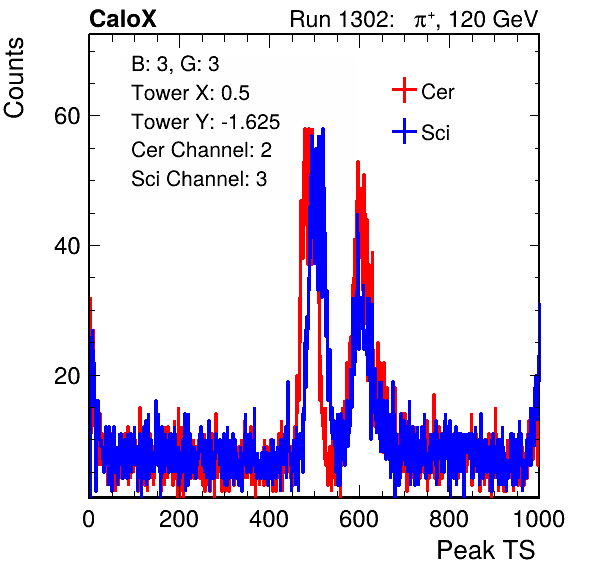 CaloX Run 1302: π⁺, 120 GeV
Counts
B: 3, G: 3
Tower X: 0.5
Tower Y: -1.625
Cer Channel: 2
Sci Channel: 3
Cer
Sci
60
40
20
0 200 400 600 800 1000
Peak TS